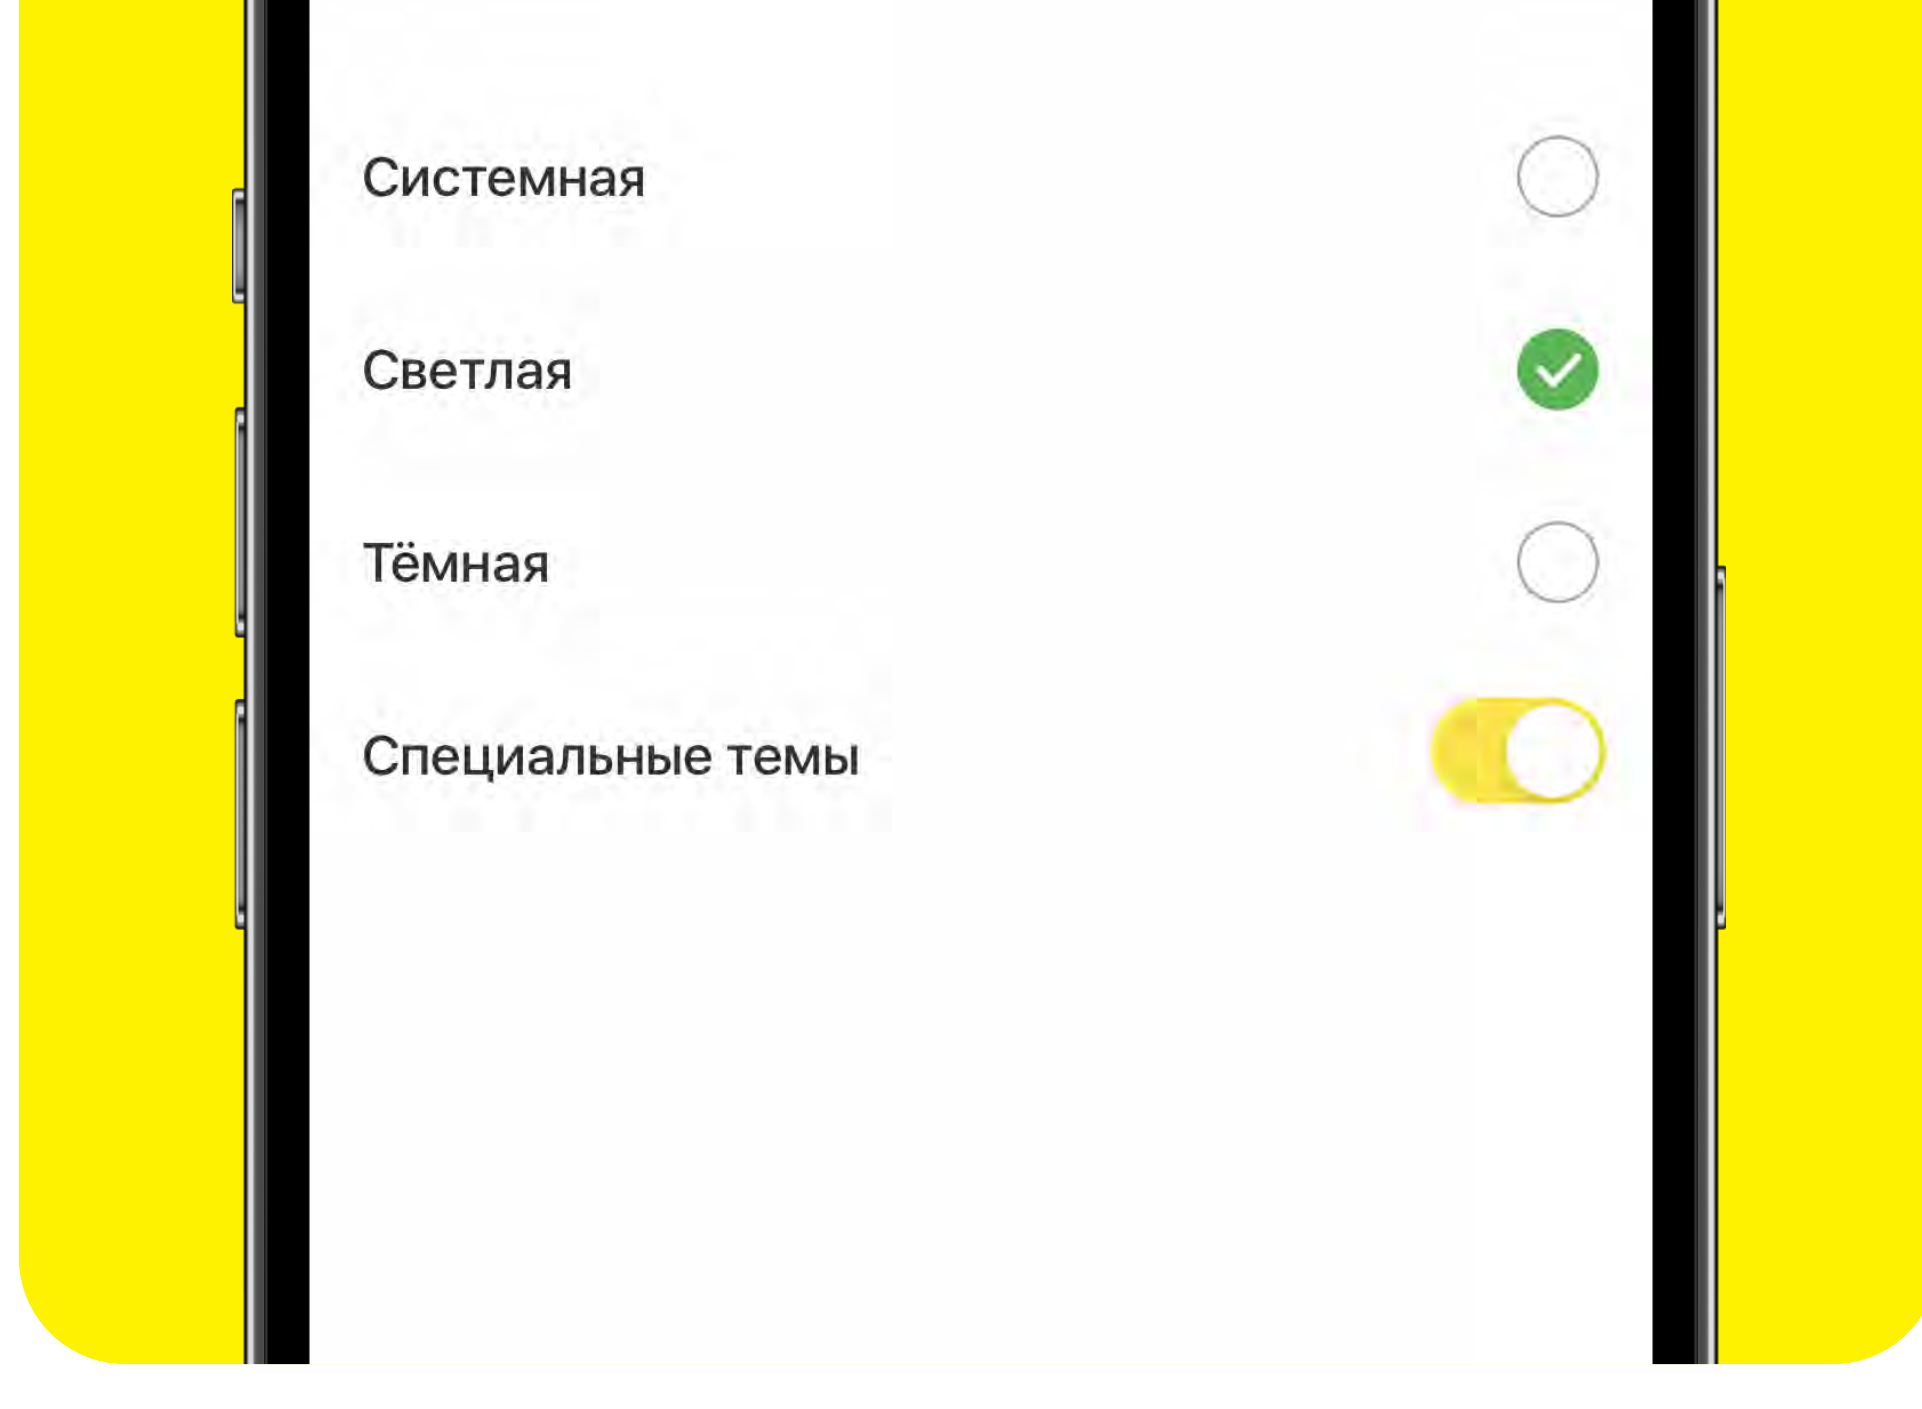 Системная
Светлая
Тёмная
Специальные темы